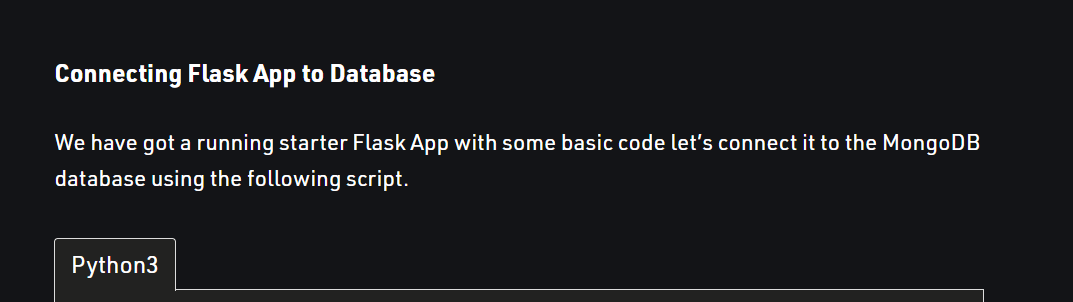 Connecting Flask App to Database
We have got a running starter Flask App with some basic code let’s connect it to the MongoDB
database using the following script.
Python3